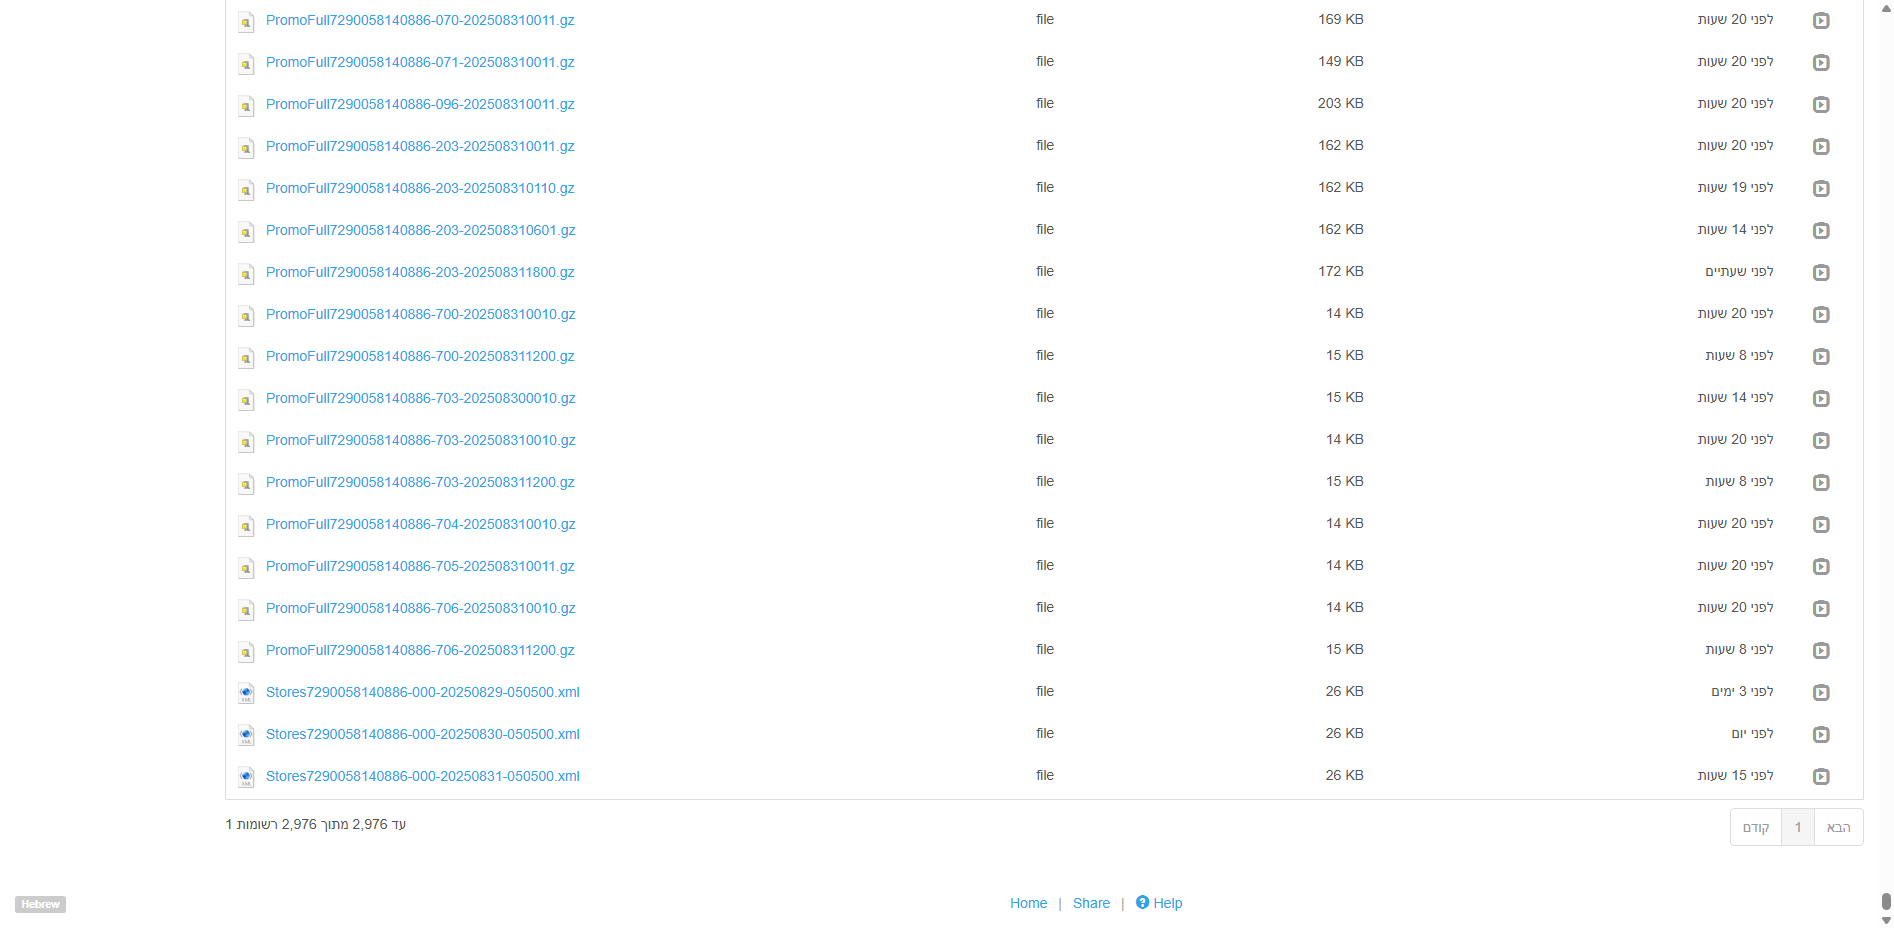 PromoFull7290058140886-070-202508310011.gz file 169 KB לפני 20 שעות
PromoFull7290058140886-071-202508310011.gz file 149 KB לפני 20 שעות
PromoFull7290058140886-096-202508310011.gz file 203 KB לפני 20 שעות
PromoFull7290058140886-203-202508310011.gz file 162 KB לפני 20 שעות
PromoFull7290058140886-203-202508310110.gz file 162 KB לפני 19 שעות
PromoFull7290058140886-203-202508310601.gz file 162 KB לפני 14 שעות
PromoFull7290058140886-203-202508311800.gz file 172 KB לפני שעתיים
PromoFull7290058140886-700-202508310010.gz file 14 KB לפני 20 שעות
PromoFull7290058140886-700-202508311200.gz file 15 KB לפני 8 שעות
PromoFull7290058140886-703-202508300010.gz file 15 KB לפני 14 שעות
PromoFull7290058140886-703-202508310010.gz file 14 KB לפני 20 שעות
PromoFull7290058140886-703-202508311200.gz file 15 KB לפני 8 שעות
PromoFull7290058140886-704-202508310010.gz file 14 KB לפני 20 שעות
PromoFull7290058140886-705-202508310011.gz file 14 KB לפני 20 שעות
PromoFull7290058140886-706-202508310010.gz file 14 KB לפני 20 שעות
PromoFull7290058140886-706-202508311200.gz file 15 KB לפני 8 שעות
Stores7290058140886-000-20250829-050500.xml file 26 KB לפני 3 ימים
Stores7290058140886-000-20250830-050500.xml file 26 KB לפני יום
Stores7290058140886-000-20250831-050500.xml file 26 KB לפני 15 שעות
1 רשומות 2,976 מתוך 2,976 עד
קודם 1 הבא
Hebrew
Home | Share | Help